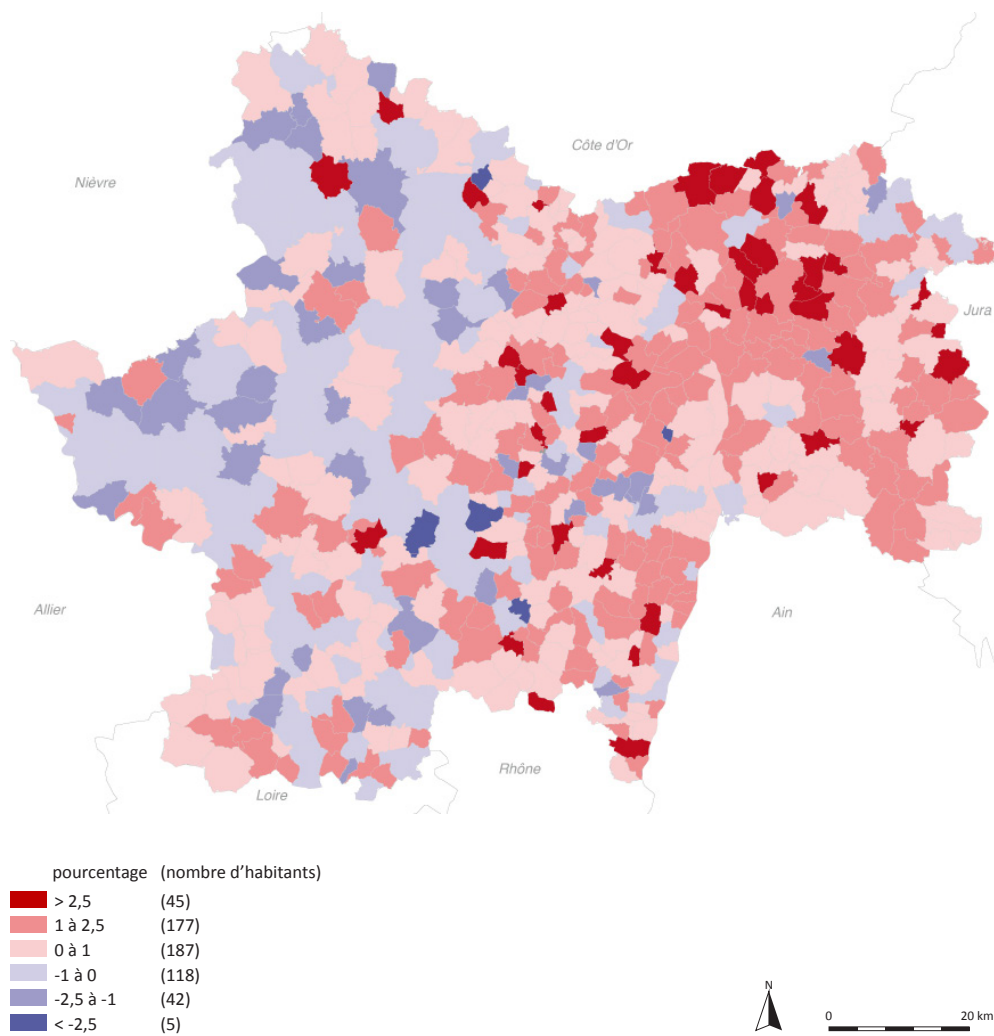 Côte d'Or
Nièvre
Jura
Allier
Ain
Rhône
Loire
pourcentage (nombre d'habitants)
> 2,5 (45)
1 à 2,5 (177)
0 à 1 (187)
-1 à 0 (118)
-2,5 à -1 (42)
< -2,5 (5)
N
0 20 km